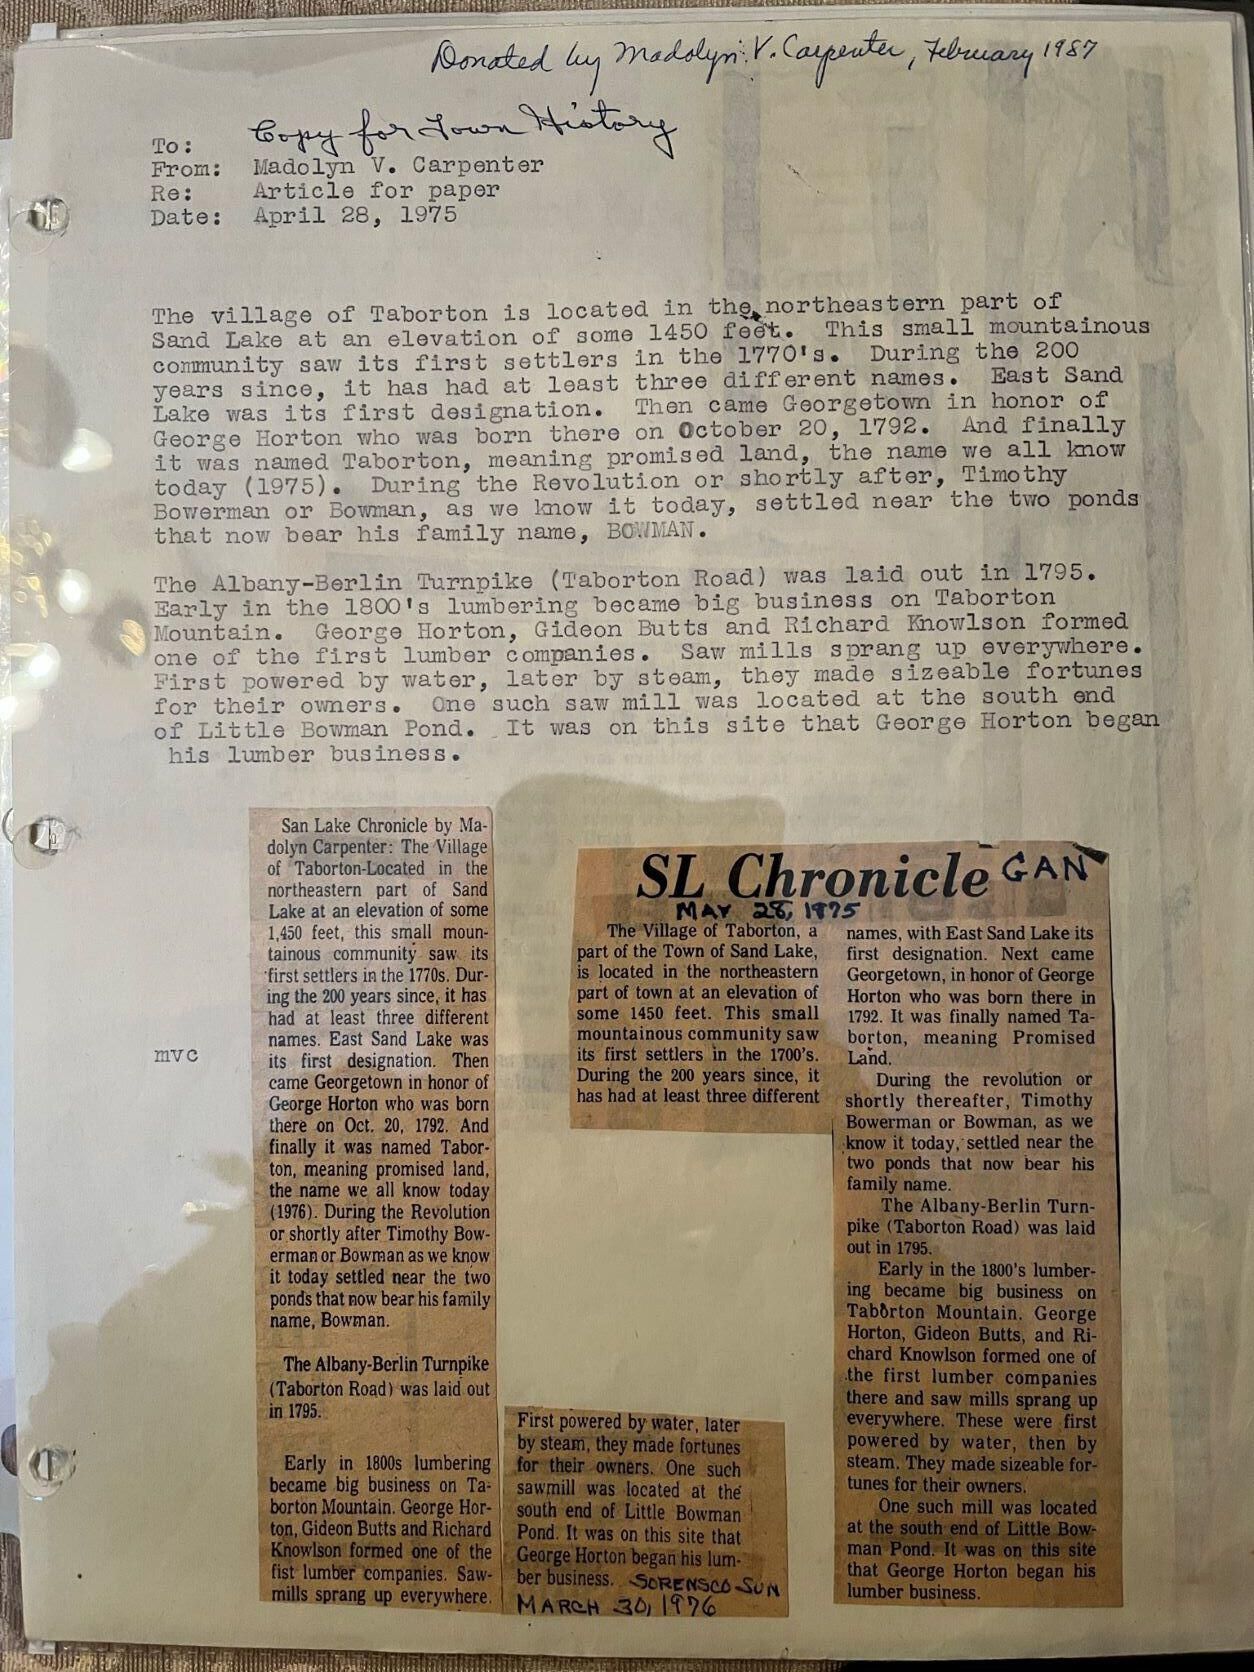 Donated by Madolyn V. Carpenter, February 1987
To: Copy for Town History
From: Madolyn V. Carpenter
Re: Article for paper
Date: April 28, 1975
The village of Taborton is located in the northeastern part of
Sand Lake at an elevation of some 1450 feet. This small mountainous
community saw its first settlers in the 1770's. During the 200
years since, it has had at least three different names. East Sand
Lake was its first designation. Then came Georgetown in honor of
George Horton who was born there on October 20, 1792. And finally
it was named Taborton, meaning promised land, the name we all know
today (1975). During the Revolution or shortly after, Timothy
Bowerman or Bowman, as we know it today, settled near the two ponds
that now bear his family name, BOWMAN.
The Albany-Berlin Turnpike (Taborton Road) was laid out in 1795.
Early in the 1800's lumbering became big business on Taborton
Mountain. George Horton, Gideon Butts and Richard Knowlson formed
one of the first lumber companies. Saw mills sprang up everywhere.
First powered by water, later by steam, they made sizeable fortunes
for their owners. One such saw mill was located at the south end
of Little Bowman Pond. It was on this site that George Horton began
his lumber business.
mvc
San Lake Chronicle by Ma-
dolyn Carpenter: The Village
of Taborton-Located in the
northeastern part of Sand
Lake at an elevation of some
1,450 feet, this small moun-
tainous community saw its
first settlers in the 1770s. Dur-
ing the 200 years since, it has
had at least three different
names. East Sand Lake was
its first designation. Then
came Georgetown in honor of
George Horton who was born
there on Oct. 20, 1792. And
finally it was named Tabor-
ton, meaning promised land,
the name we all know today
(1976). During the Revolution
or shortly after Timothy Bow-
erman or Bowman as we know
it today settled near the two
ponds that now bear his family
name, Bowman.
The Albany-Berlin Turnpike
(Taborton Road) was laid out
in 1795.
Early in 1800s lumbering
became big business on Ta-
borton Mountain. George Hor-
ton, Gideon Butts and Richard
Knowlson formed one of the
fist lumber companies. Saw-
mills sprang up everywhere.
First powered by water, later
by steam, they made fortunes
for their owners. One such
sawmill was located at the
south end of Little Bowman
Pond. It was on this site that
George Horton began his lum-
ber business. SORENSCO SUN
MARCH 30, 1976
SL Chronicle GAN
MAY 28, 1975
The Village of Taborton, a
part of the Town of Sand Lake,
is located in the northeastern
part of town at an elevation of
some 1450 feet. This small
mountainous community saw
its first settlers in the 1700's.
During the 200 years since, it
has had at least three different
names, with East Sand Lake its
first designation. Next came
Georgetown, in honor of George
Horton who was born there in
1792. It was finally named Ta-
borton, meaning Promised
Land.
During the revolution or
shortly thereafter, Timothy
Bowerman or Bowman, as we
know it today, settled near the
two ponds that now bear his
family name.
The Albany-Berlin Turn-
pike (Taborton Road) was laid
out in 1795.
Early in the 1800's lumber-
ing became big business on
Taborton Mountain. George
Horton, Gideon Butts, and Ri-
chard Knowlson formed one of
the first lumber companies
there and saw mills sprang up
everywhere. These were first
powered by water, then by
steam. They made sizeable for-
tunes for their owners.
One such mill was located
at the south end of Little Bow-
man Pond. It was on this site
that George Horton began his
lumber business.